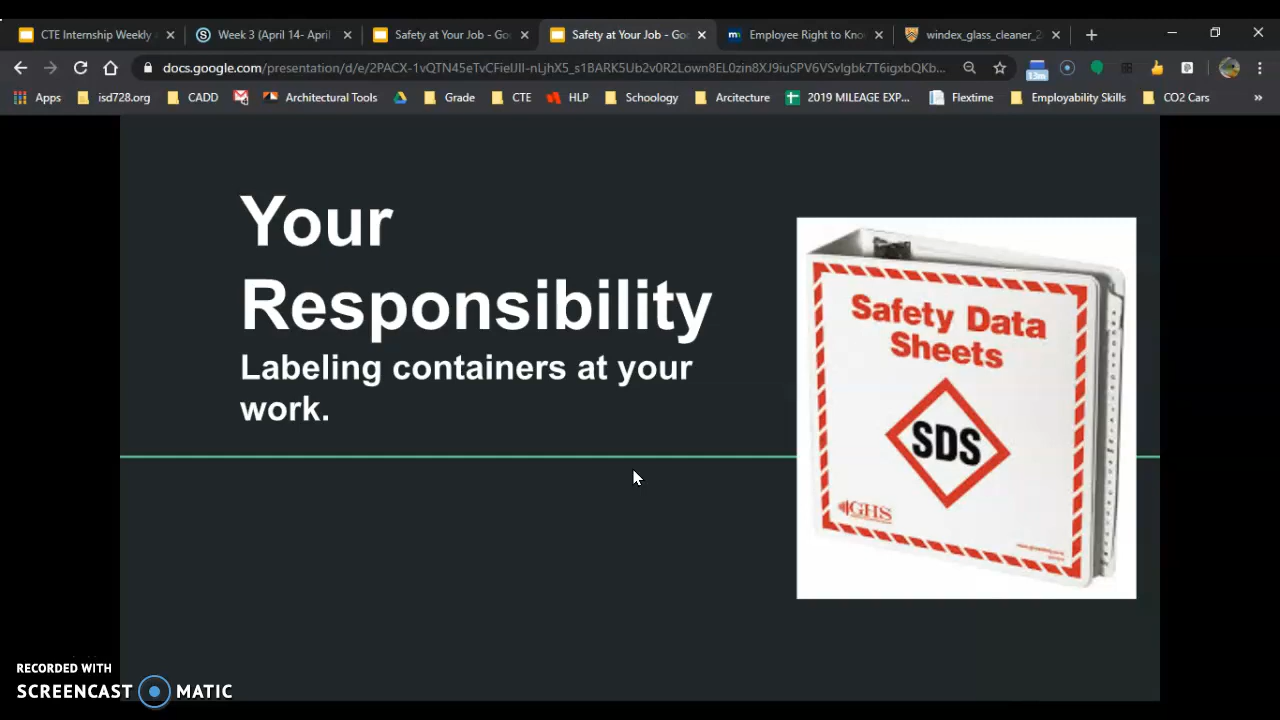 CTE Internship Weekly
Week 3 (April 14- April
Safety at Your Job - Go
Safety at Your Job - Go
Employee Right to Kno
windex_glass_cleaner_2
Apps
isd728.org
CADD
Architectural Tools
Grade
CTE
HLP
Schoology
Arcitecture
2019 MILEAGE EXP...
Flextime
Employability Skills
CO2 Cars
Your
Responsibility
Labeling containers at your
work.
Safety Data
Sheets
SDS
GHS
RECORDED WITH
SCREENCAST MATIC